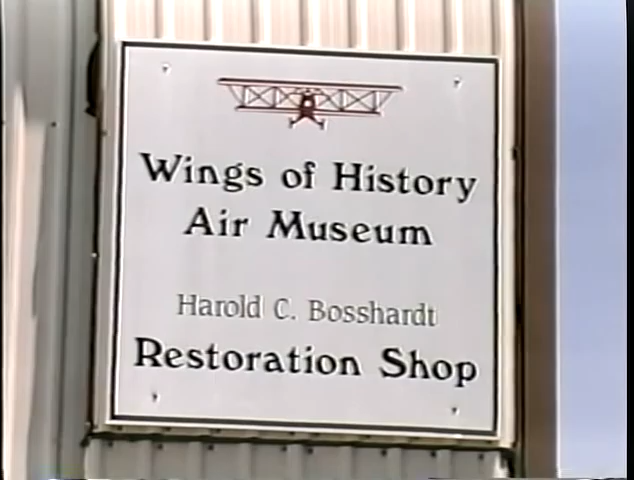 Wings of History
Air Museum
Harold C. Bosshardt
Restoration Shop